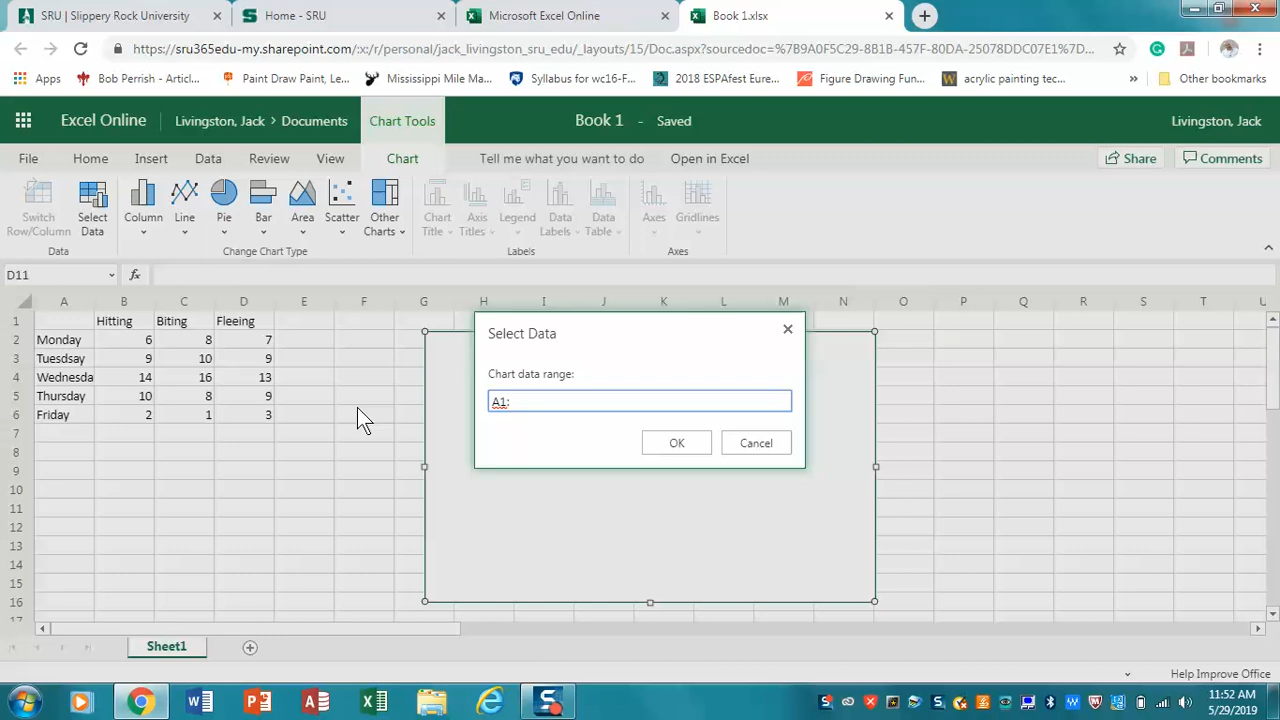 SRU | Slippery Rock University
Home - SRU
Microsoft Excel Online
Book 1.xlsx
https://sru365edu-my.sharepoint.com/:x:/r/personal/jack_livingston_sru_edu/_layouts/15/Doc.aspx?sourcedoc=%7B9A0F5C29-8B1B-457F-80DA-25078DDC07E1%7D...
Apps
Bob Perrish - Articl...
Paint Draw Paint, Le...
Mississippi Mile Ma...
Syllabus for wc16-F...
2018 ESRKfest Eure...
Figure Drawing Fun...
acrylic painting tec...
»
Other bookmarks
Excel Online
Livingston, Jack > Documents
Chart Tools
Book 1 - Saved
Livingston, Jack
File Home Insert Data Review View Chart Tell me what you want to do Open in Excel Share Comments
Switch Row/Column
Select Data
Column
Line
Pie
Bar
Area
Scatter
Other Charts
Chart Title
Axis Titles
Legend
Data Labels
Data Table
Axes
Gridlines
Data
Change Chart Type
Labels
Axes
D11
fx
A B C D E F G H I J K L M N O P Q R S T U
1 Hitting Biting Fleeing
2 Monday 6 8 7
3 Tuesdsay 9 10 9
4 Wednesda 14 16 13
5 Thursday 10 8 9
6 Friday 2 1 3
7
8
9
10
11
12
13
14
15
16
17
Select Data
Chart data range:
A1:
OK
Cancel
Sheet1
Help Improve Office
11:52 AM
5/29/2019